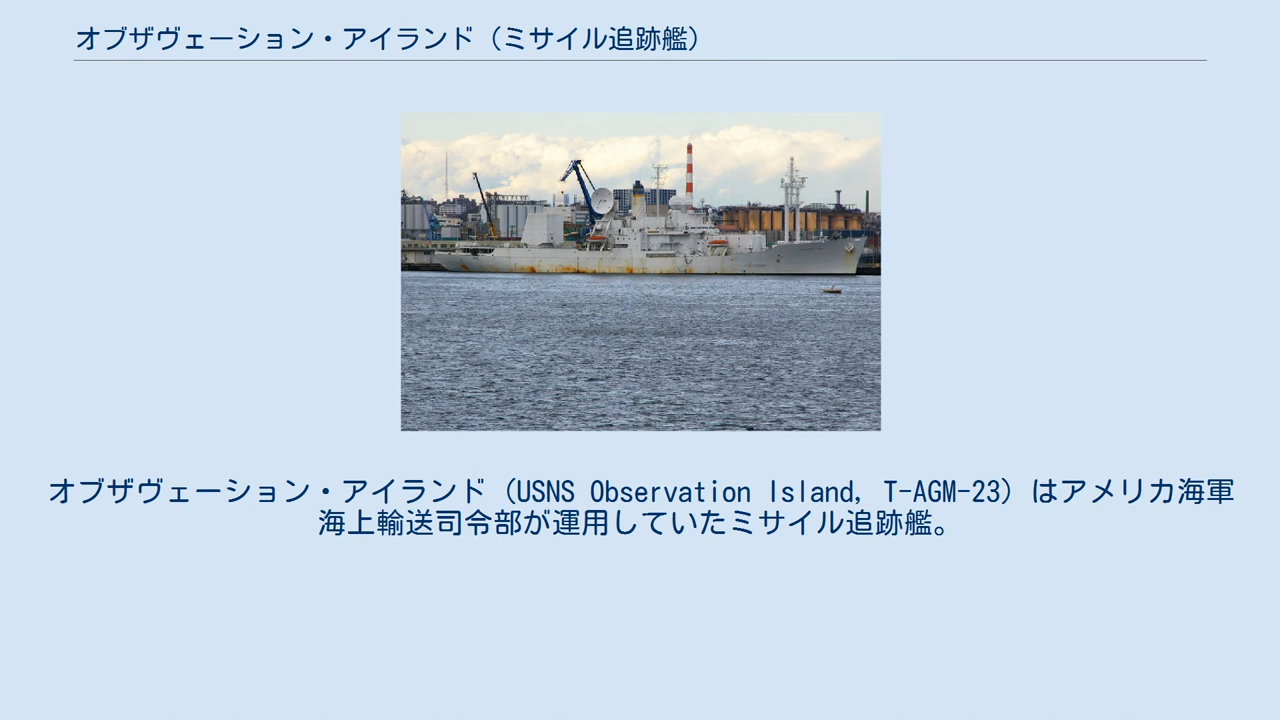 オブザヴェーション・アイランド（ミサイル追跡艦）
オブザヴェーション・アイランド（USNS Observation Island, T-AGM-23）はアメリカ海軍
海上輸送司令部が運用していたミサイル追跡艦。